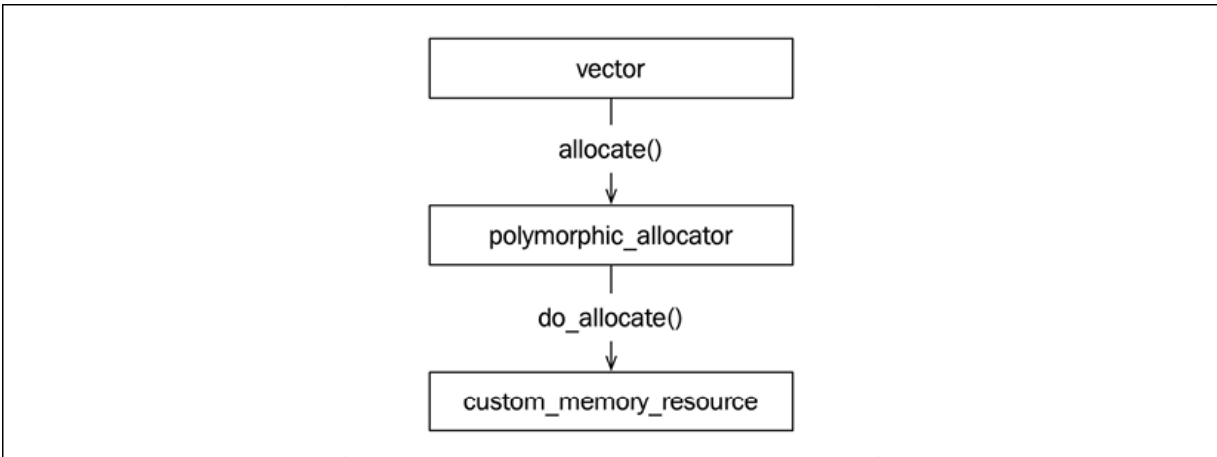 vector
allocate()
polymorphic_allocator
do_allocate()
custom_memory_resource